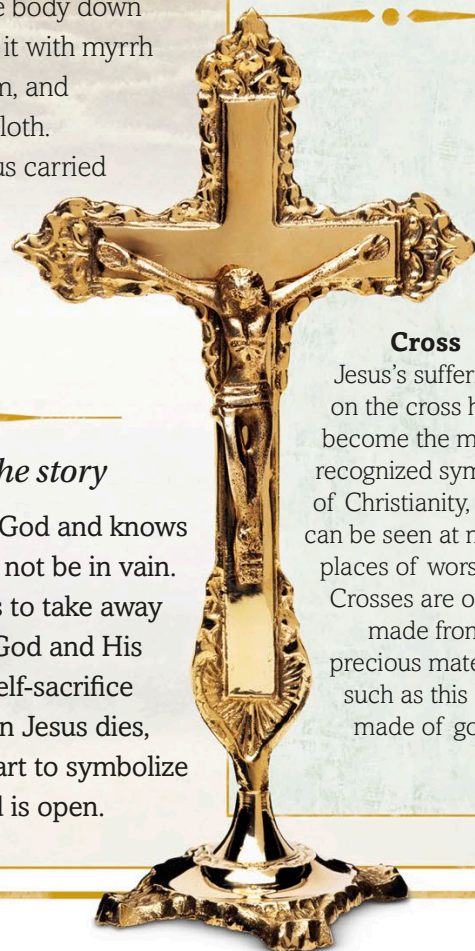 e body down
it with myrrh
n, and
loth.
us carried
he story
God and knows
not be in vain.
s to take away
God and His
elf-sacrifice
n Jesus dies,
art to symbolize
d is open.
Cross
Jesus's suffer
on the cross h
become the m
recognized sym
of Christianity,
can be seen at m
places of wors
Crosses are o
made from
precious mate
such as this
made of go